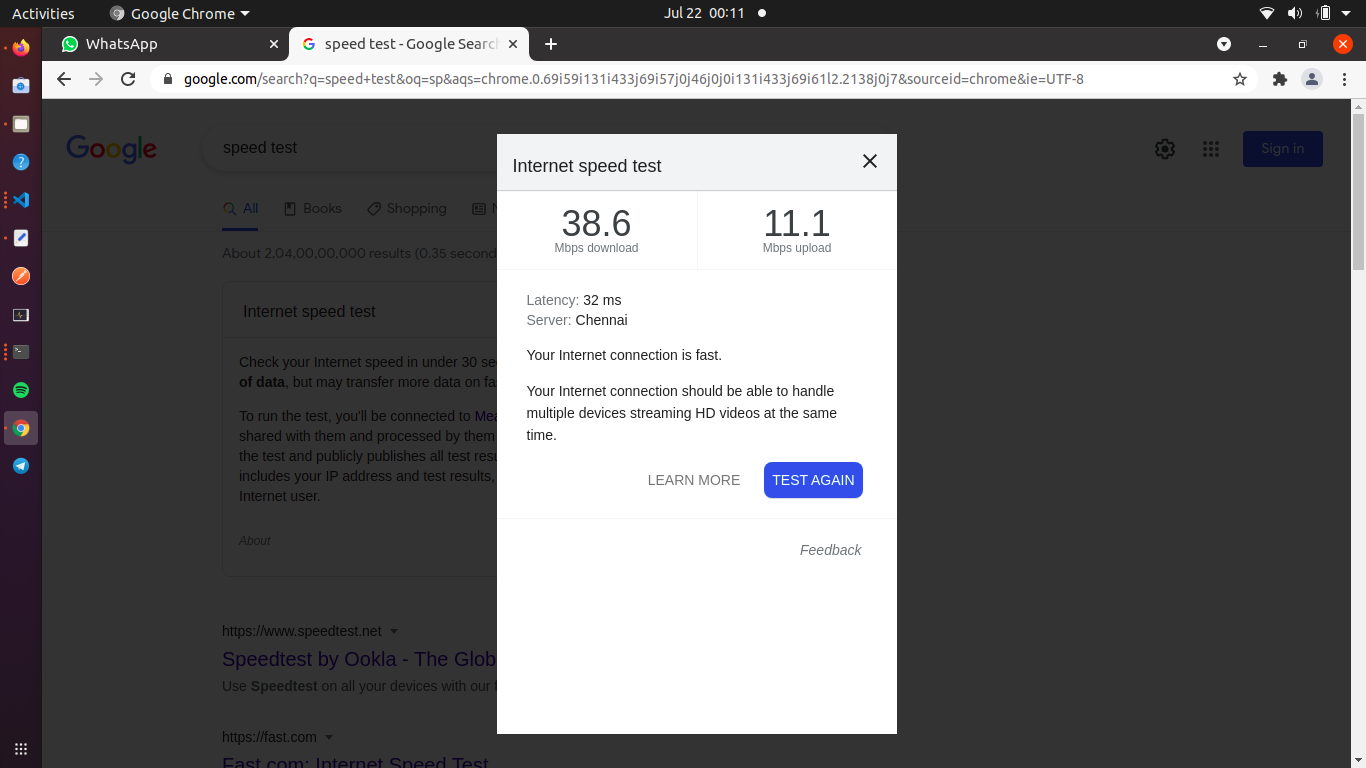 Activities
Google Chrome
Jul 22 00:11
WhatsApp
speed test - Google Search
google.com/search?q=speed+test&oq=sp&aqs=chrome.0.69i59i131i433j69i57j0j46j0j0i131i433j69i61l2.2138j0j7&sourceid=chrome&ie=UTF-8
Google
speed test
Sign in
All
Books
Shopping
About 2,04,00,00,000 results (0.35 second
Internet speed test
Check your Internet speed in under 30 se
of data, but may transfer more data on fa
To run the test, you'll be connected to Mea
shared with them and processed by them
the test and publicly publishes all test resu
includes your IP address and test results,
Internet user.
About
https://www.speedtest.net
Speedtest by Ookla - The Glob
Use Speedtest on all your devices with our
https://fast.com
Fast.com: Internet Speed Test
Internet speed test
38.6
Mbps download
11.1
Mbps upload
Latency: 32 ms
Server: Chennai
Your Internet connection is fast.
Your Internet connection should be able to handle
multiple devices streaming HD videos at the same
time.
LEARN MORE
TEST AGAIN
Feedback